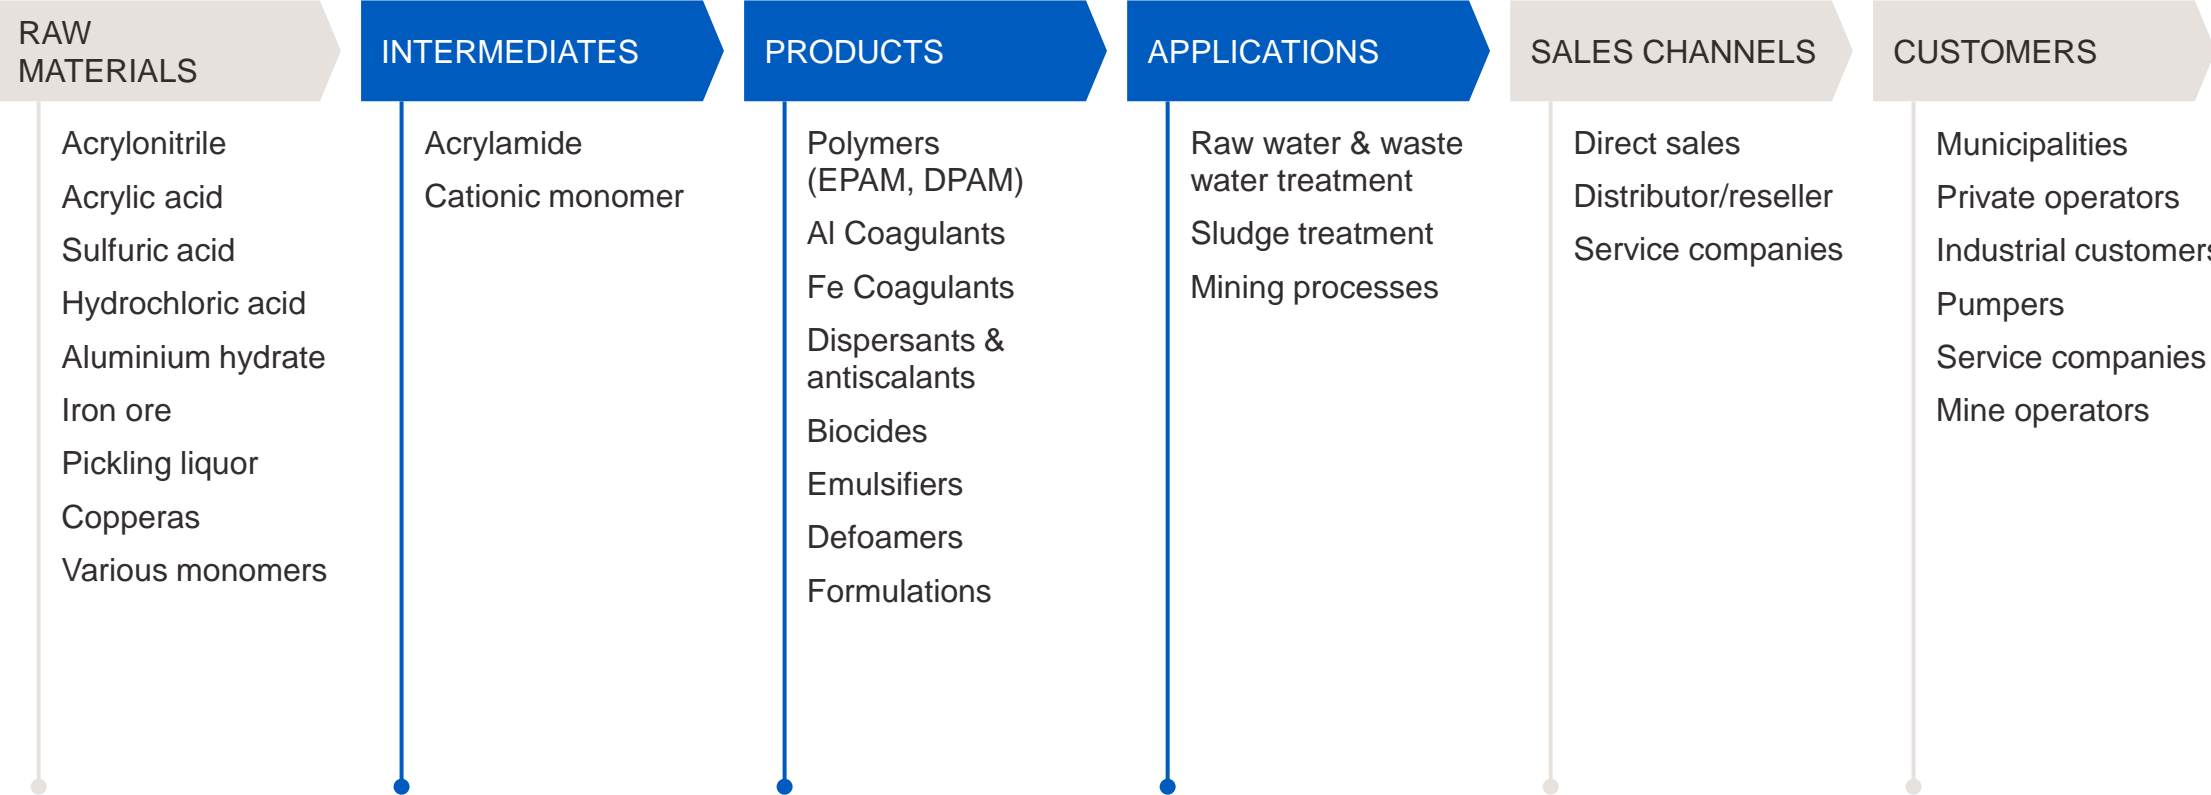 RAW
MATERIALS
Acrylonitrile
Acrylic acid
Sulfuric acid
Hydrochloric acid
Aluminium hydrate
Iron ore
Pickling liquor
Copperas
Various monomers
INTERMEDIATES
Acrylamide
Cationic monomer
PRODUCTS
Polymers
(EPAM, DPAM)
Al Coagulants
Fe Coagulants
Dispersants &
antiscalants
Biocides
Emulsifiers
Defoamers
Formulations
APPLICATIONS
Raw water & waste
water treatment
Sludge treatment
Mining processes
SALES CHANNELS
Direct sales
Distributor/reseller
Service companies
CUSTOMERS
Municipalities
Private operators
Industrial customers
Pumpers
Service companies
Mine operators